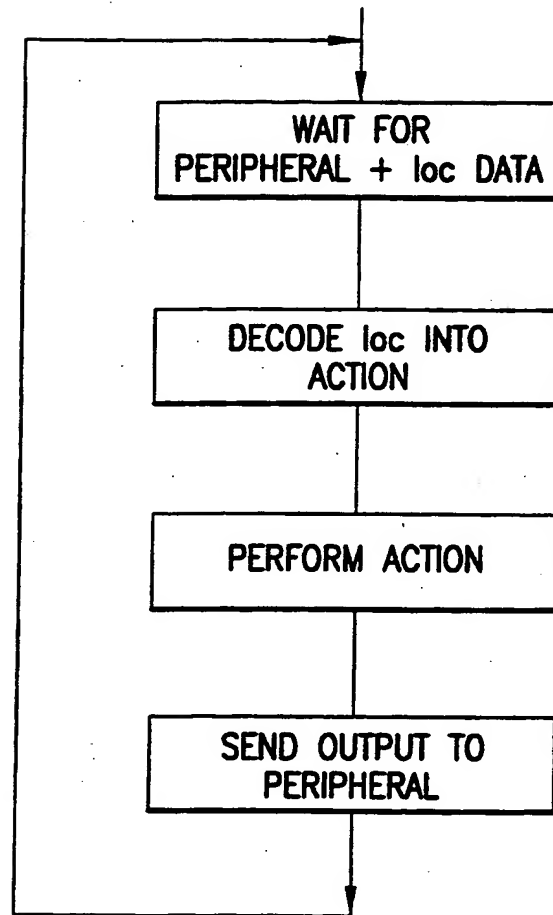 WAIT FOR
PERIPHERAL + loc DATA
DECODE loc INTO
ACTION
PERFORM ACTION
SEND OUTPUT TO
PERIPHERAL